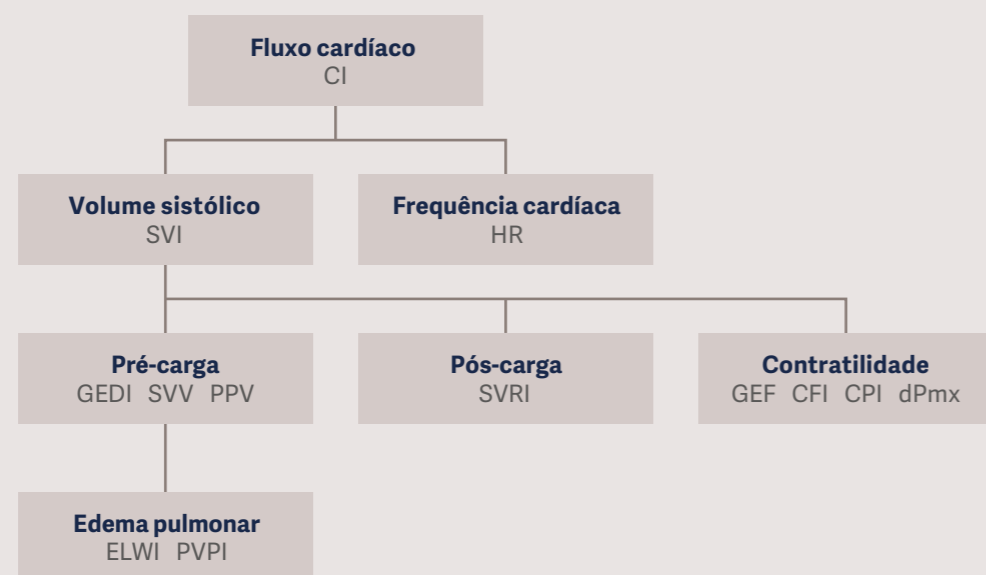 Fluxo cardíaco
CI
Volume sistólico
SVI
Frequência cardíaca
HR
Pré-carga
GEDI SVV PPV
Pós-carga
SVRI
Contratilidade
GEF CFI CPI dPmx
Edema pulmonar
ELWI PVPI